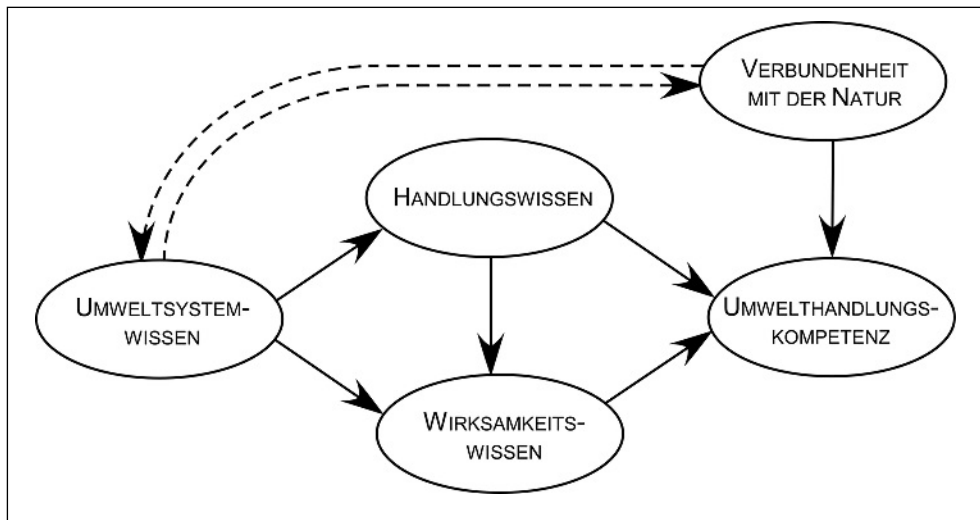 VERBUNDENHEIT
MIT DER NATUR
HANDLUNGSWISSEN
UMWELTSYSTEM-
WISSEN
UMWELTHANDLUNGS-
KOMPETENZ
WIRKSAMKEITS-
WISSEN